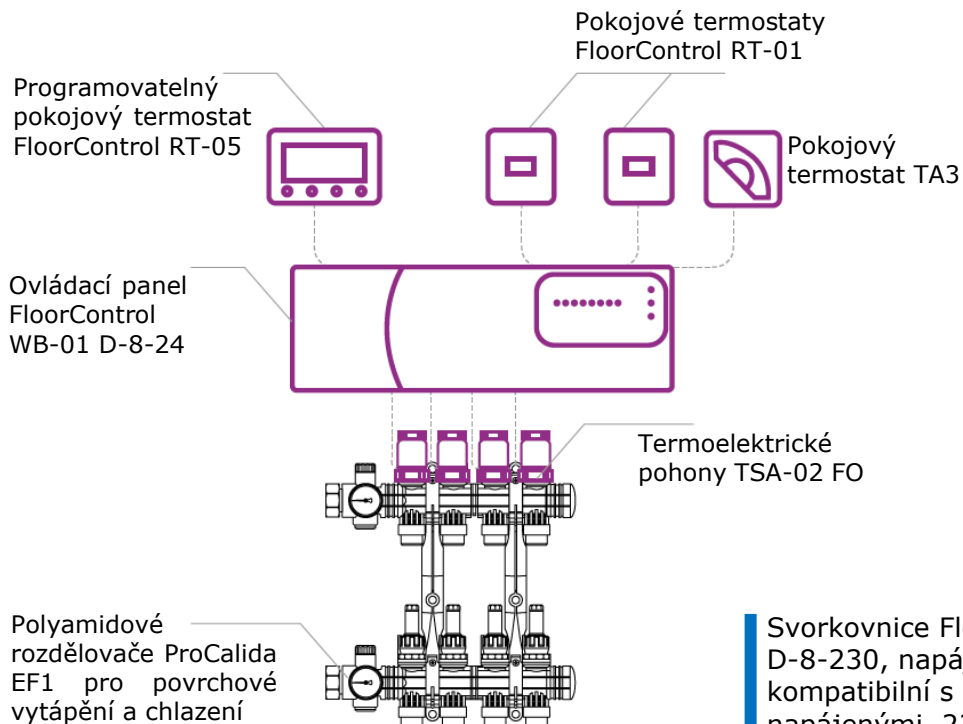 Pokojové termostaty
FloorControl RT-01
Programovatelný
pokojový termostat
FloorControl RT-05
Pokojový
termostat TA3
Ovládací panel
FloorControl
WB-01 D-8-24
Termoelektrické
pohony TSA-02 FO
Polyamidové
rozdělovače ProCalida
EF1 pro povrchové
vytápění a chlazení
Svorkovnice
D-8-230,
kompatibilní s